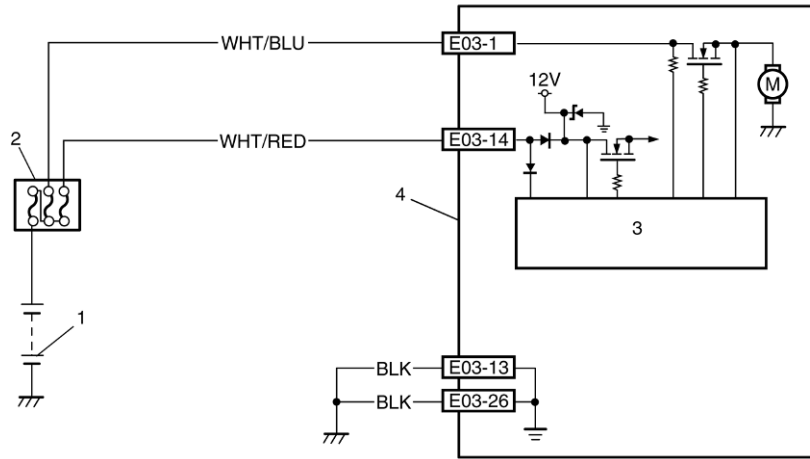 WHT/BLU
E03-1
12V
M
2
WHT/RED
E03-14
4
3
1
BLK
E03-13
BLK
E03-26